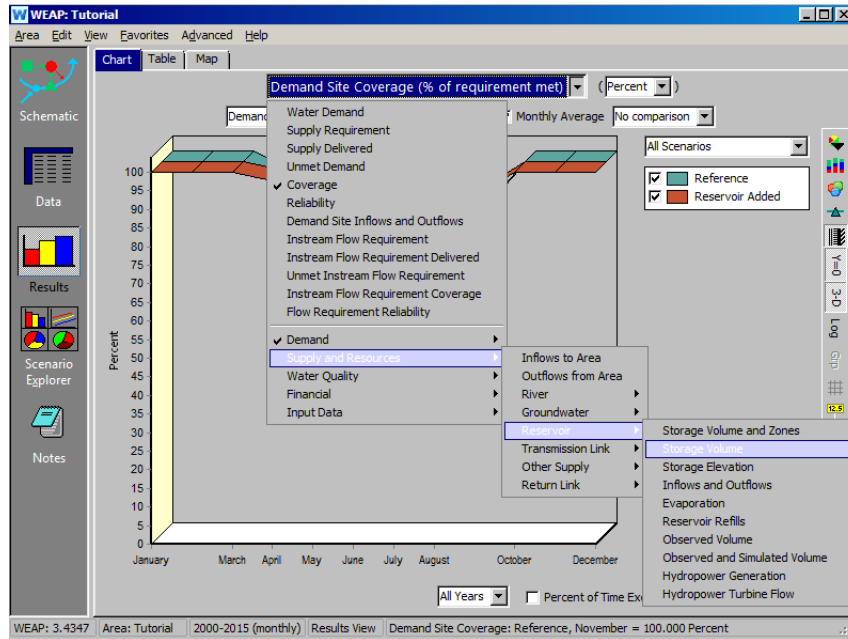 WEAP: Tutorial
Area Edit View Favorites Advanced Help
Chart Table Map
Demand Site Coverage (% of requirement met) (Percent)
Demand Monthly Average No comparison
Schematic
Data
Results
Scenario
Explorer
Notes
Water Demand
Supply Requirement
Supply Delivered
Unmet Demand
Coverage
Reliability
Demand Site Inflows and Outflows
Instream Flow Requirement
Instream Flow Requirement Delivered
Unmet Instream Flow Requirement
Instream Flow Requirement Coverage
Flow Requirement Reliability
Demand
Supply and Resources
Water Quality
Financial
Input Data
Inflows to Area
Outflows from Area
River
Groundwater
Reservoir
Transmission Link
Other Supply
Return Link
Storage Volume and Zones
Storage Volume
Storage Elevation
Inflows and Outflows
Evaporation
Reservoir Refills
Observed Volume
Observed and Simulated Volume
Hydropower Generation
Hydropower Turbine Flow
All Scenarios
Reference
Reservoir Added
Y=0
3-D
Log
Grp
12.5
Percent
100
95
90
85
80
75
70
65
60
55
50
45
40
35
30
25
20
15
10
5
0
January March April May June July August October December
All Years Percent of Time Exc
WEAP: 3.4347 Area: Tutorial 2000-2015 (monthly) Results View Demand Site Coverage: Reference, November = 100.000 Percent